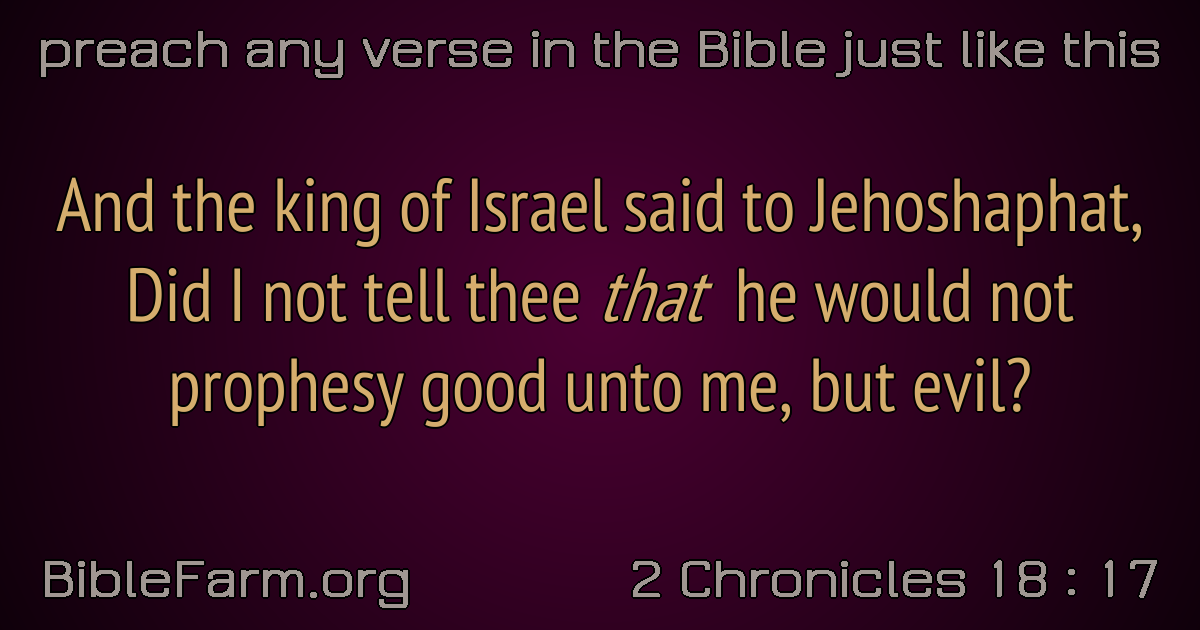 preach any verse in the Bible just like this
And the king of Israel said to Jehoshaphat,
Did I not tell thee that he would not
prophesy good unto me, but evil?
BibleFarm.org
2 Chronicles 18 : 17